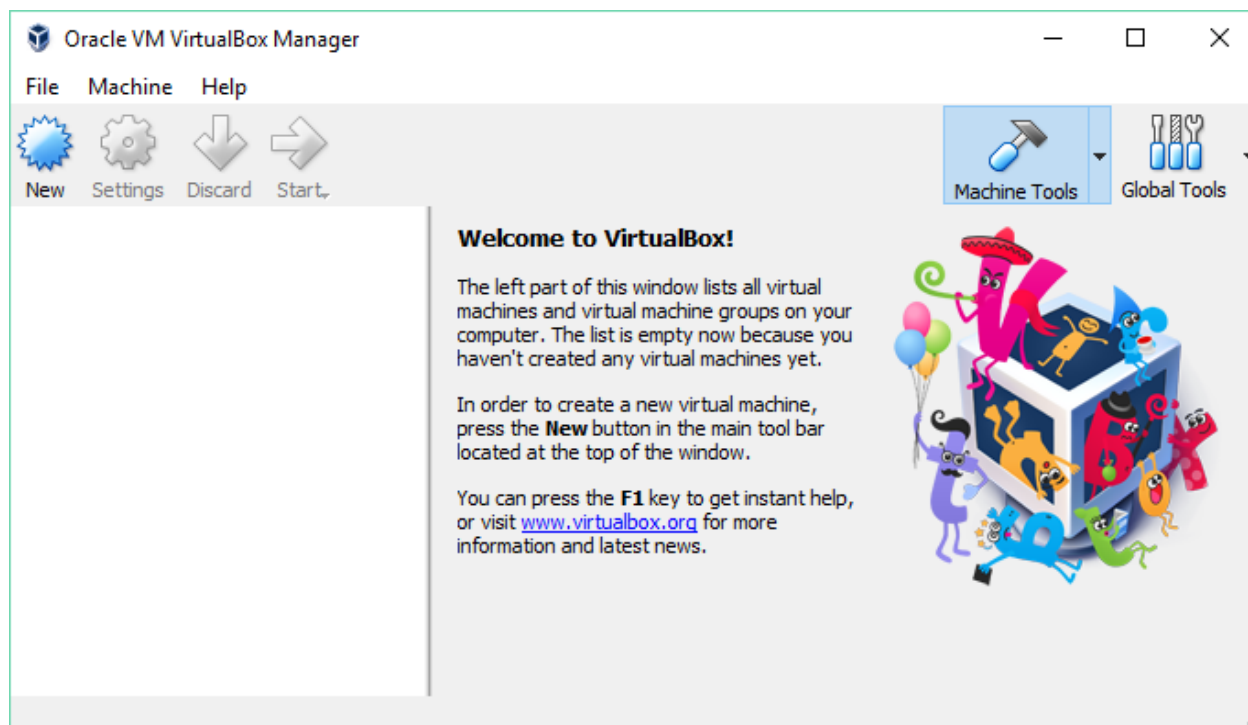 Oracle VM VirtualBox Manager
File Machine Help
New Settings Discard Start
Machine Tools Global Tools
Welcome to VirtualBox!
The left part of this window lists all virtual
machines and virtual machine groups on your
computer. The list is empty now because you
haven't created any virtual machines yet.
In order to create a new virtual machine,
press the New button in the main tool bar
located at the top of the window.
You can press the F1 key to get instant help,
or visit www.virtualbox.org for more
information and latest news.